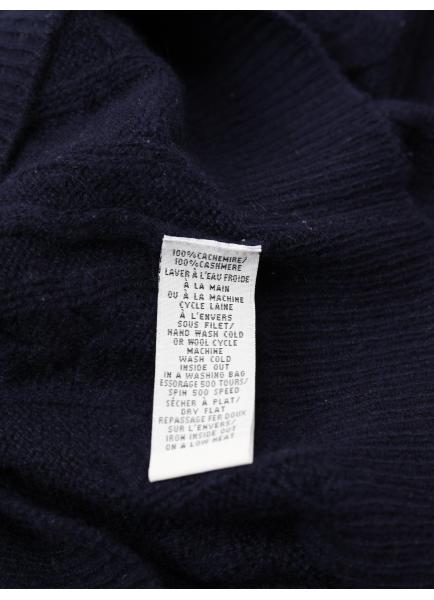 100%CACHEMIRE/
100%CASHMERE
LAVER À L'EAU FROIDE
À LA MAIN
OU À LA MACHINE
CYCLE LAINE
À L'ENVERS
SOUS FILET/
HAND WASH COLD
OR WOOL CYCLE
MACHINE
WASH COLD
INSIDE OUT
IN A WASHING BAG
ESSORAGE 500 TOURS/
SPIN 500 SPEED
SÉCHER À PLAT/
DRY FLAT
REPASSAGE FER DOUX
SUR L'ENVERS/
IRON INSIDE OUT
ON A LOW HEAT